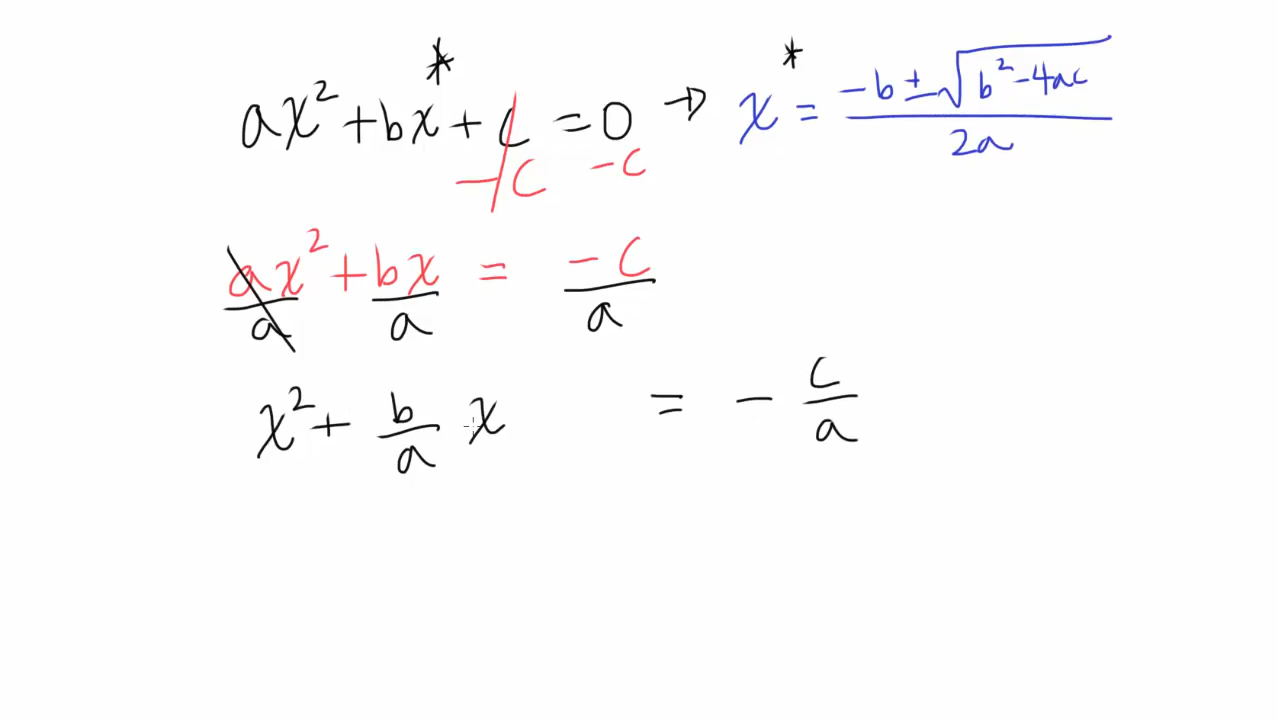 ax² + bx* + c = 0 → x* = (-b ± √(b² - 4ac)) / 2a
-c -c
ax²/a + bx/a = -c/a
x² + b/a x = - c/a